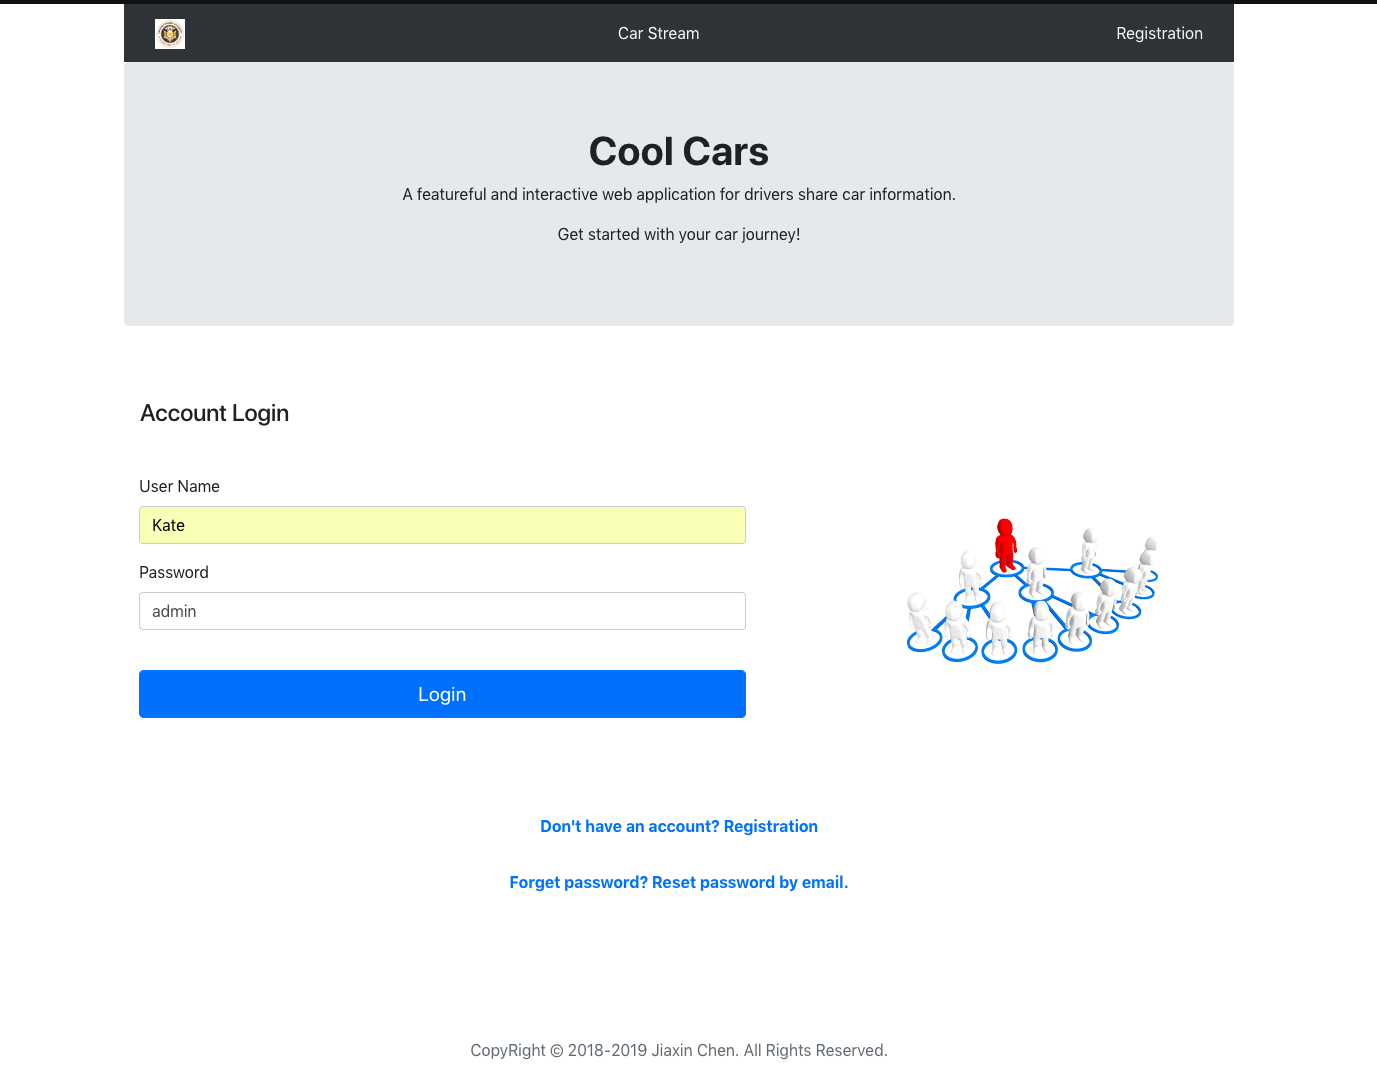 Car Stream
Registration
Cool Cars
A featureful and interactive web application for drivers share car information.
Get started with your car journey!
Account Login
User Name
Kate
Password
admin
Login
Don't have an account? Registration
Forget password? Reset password by email.
CopyRight © 2018-2019 Jiaxin Chen. All Rights Reserved.